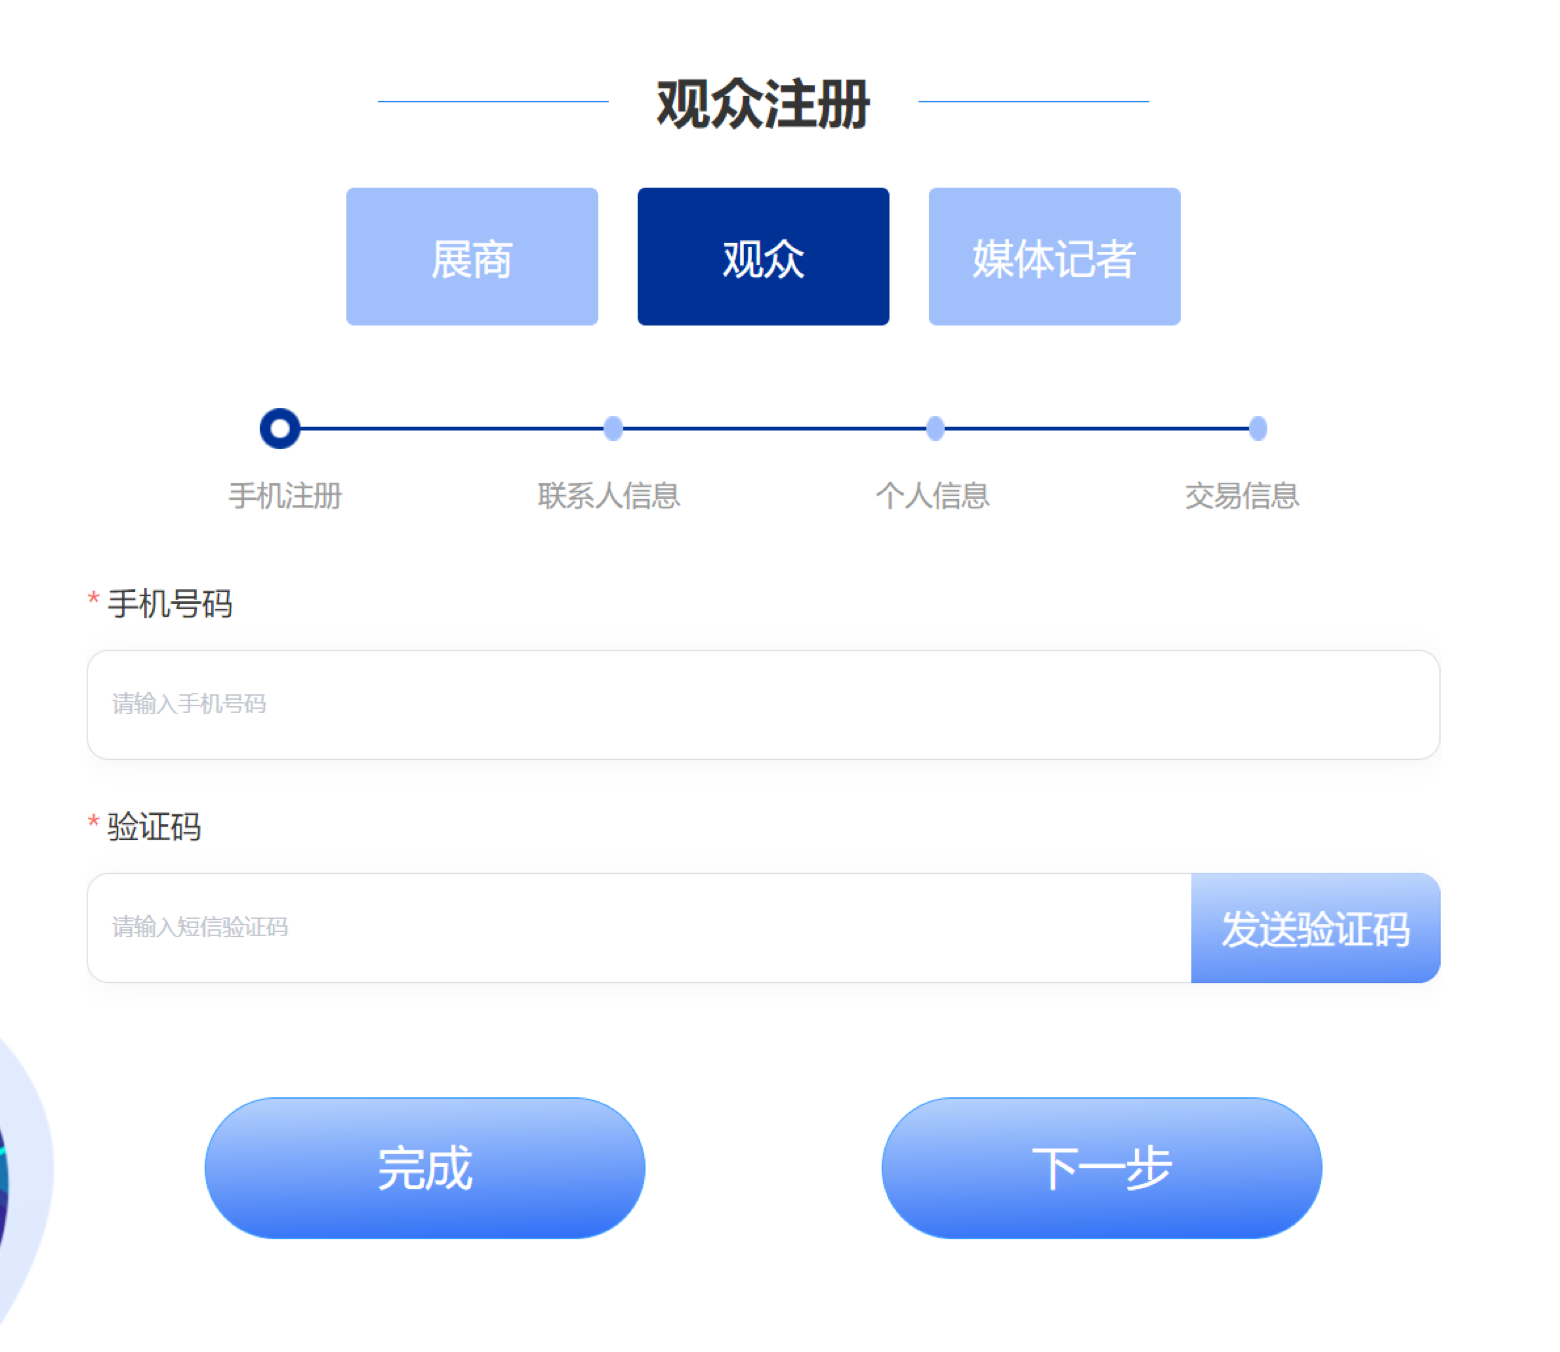 观众注册
展商 观众 媒体记者
手机注册 联系人信息 个人信息 交易信息
* 手机号码
请输入手机号码
* 验证码
请输入短信验证码 发送验证码
完成 下一步